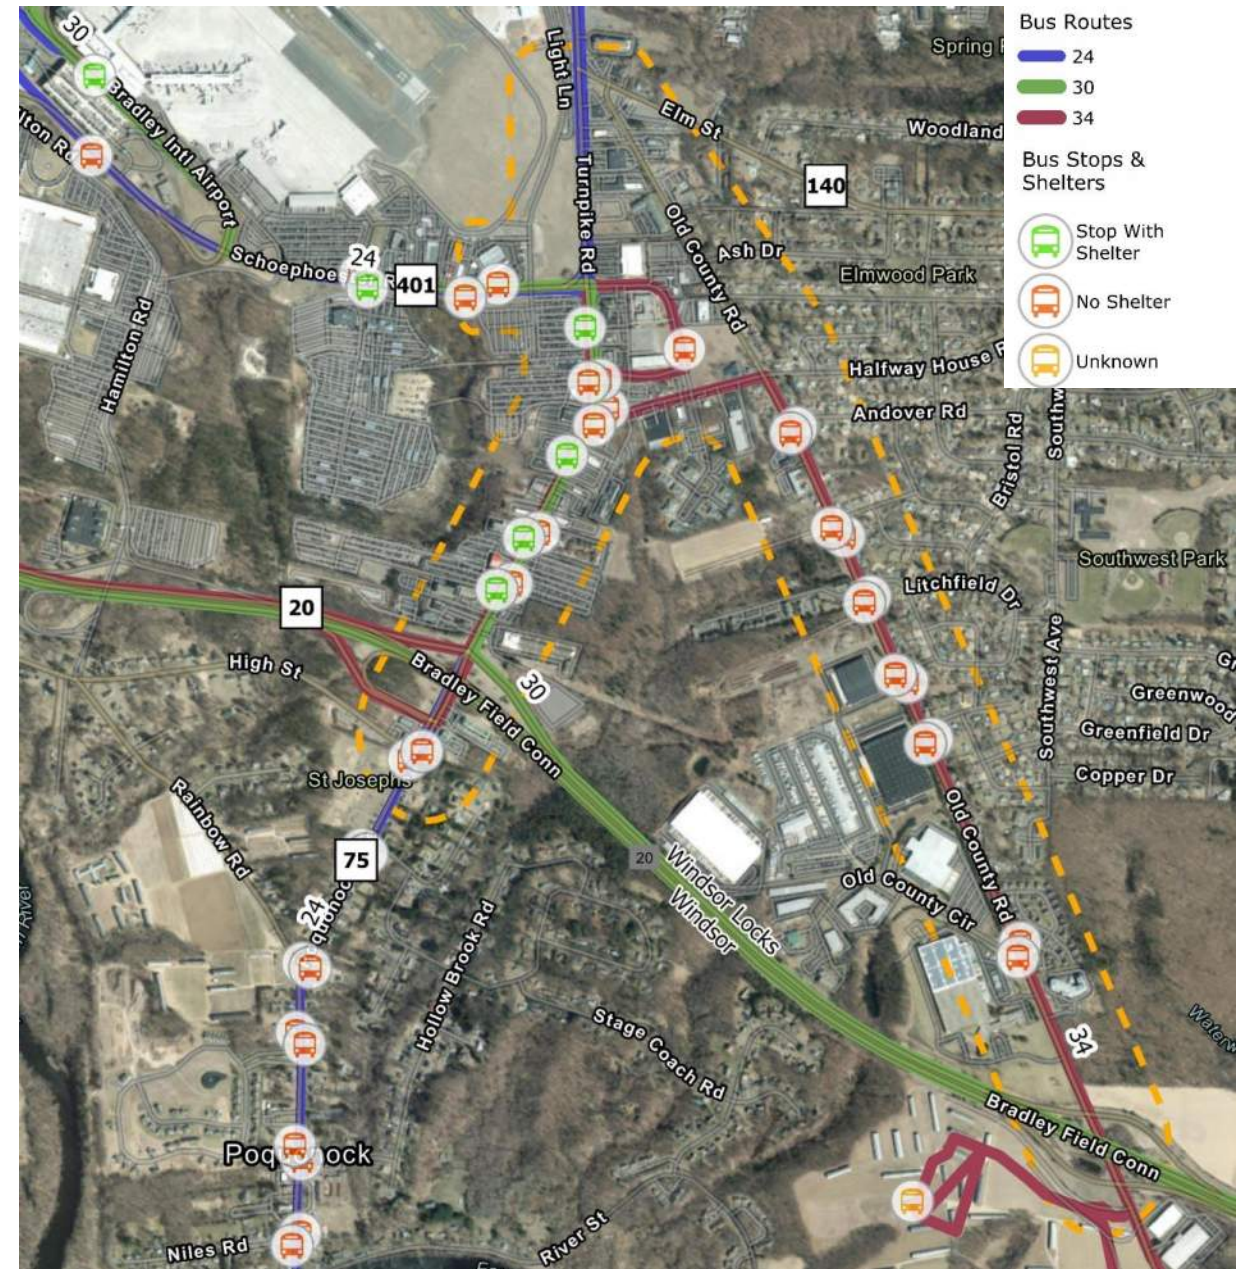 Bus Routes
24
30
34
Bus Stops &
Shelters
Stop With
Shelter
No Shelter
Unknown
30
Light Ln
Spring
Bradley Intl Airport
Elm St
Woodland
Turnpike Rd
140
Old County Rd
Ash Dr
24
401
Elmwood Park
Hamilton Rd
Halfway House
Andover Rd
Bristol Rd
Southw
Southwest Park
Litchfield Dr
20
High St
Bradley Field Conn
30
Southwest Ave
Greenwood
Greenfield Dr
Copper Dr
St Josephs
Rainbow Rd
75
Old County Rd
20
Windsor Locks
Windsor
Old County Cir
24
Hollow Brook Rd
Stage Coach Rd
34
Bradley Field Conn
Niles Rd
River St